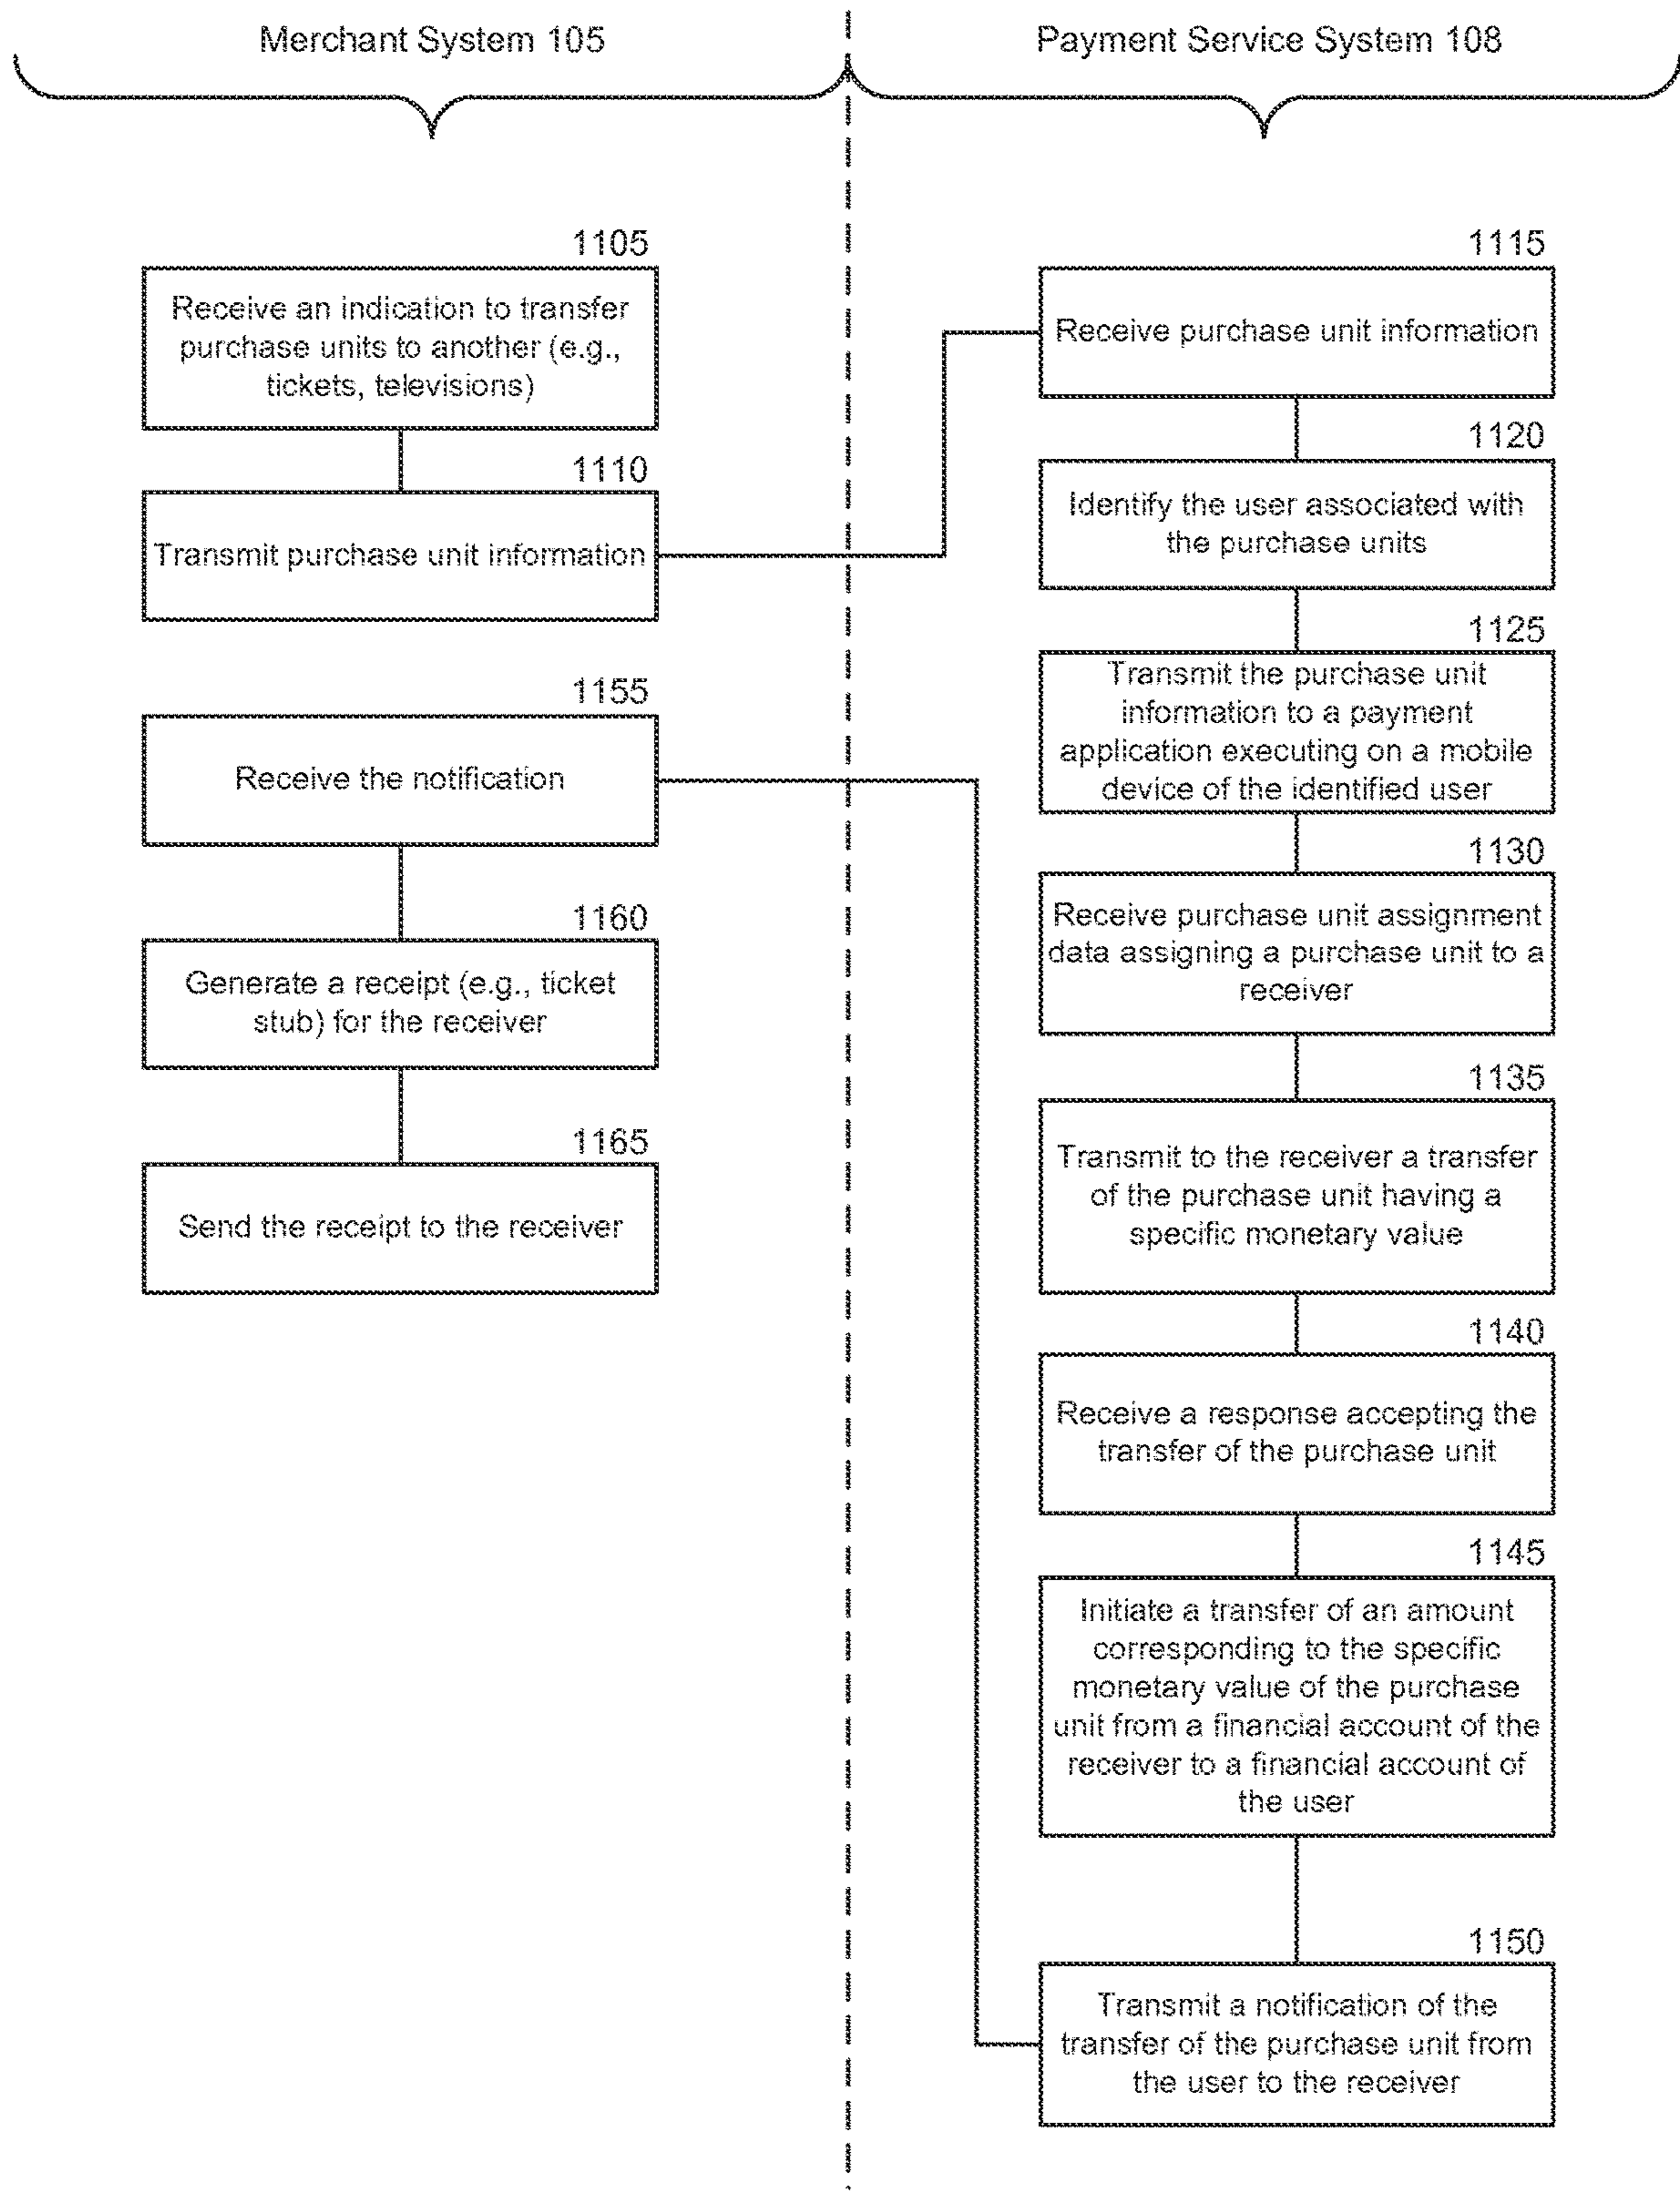 Merchant System 105
Payment Service System 108
1105
Receive an indication to transfer
purchase units to another (e.g.,
tickets, televisions)
1110
Transmit purchase unit information
1155
Receive the notification
1160
Generate a receipt (e.g., ticket
stub) for the receiver
1165
Send the receipt to the receiver
1115
Receive purchase unit information
1120
Identify the user associated with
the purchase units
1125
Transmit the purchase unit
information to a payment
application executing on a mobile
device of the identified user
1130
Receive purchase unit assignment
data assigning a purchase unit to a
receiver
1135
Transmit to the receiver a transfer
of the purchase unit having a
specific monetary value
1140
Receive a response accepting the
transfer of the purchase unit
1145
Initiate a transfer of an amount
corresponding to the specific
monetary value of the purchase
unit from a financial account of the
receiver to a financial account of
the user
1150
Transmit a notification of the
transfer of the purchase unit from
the user to the receiver